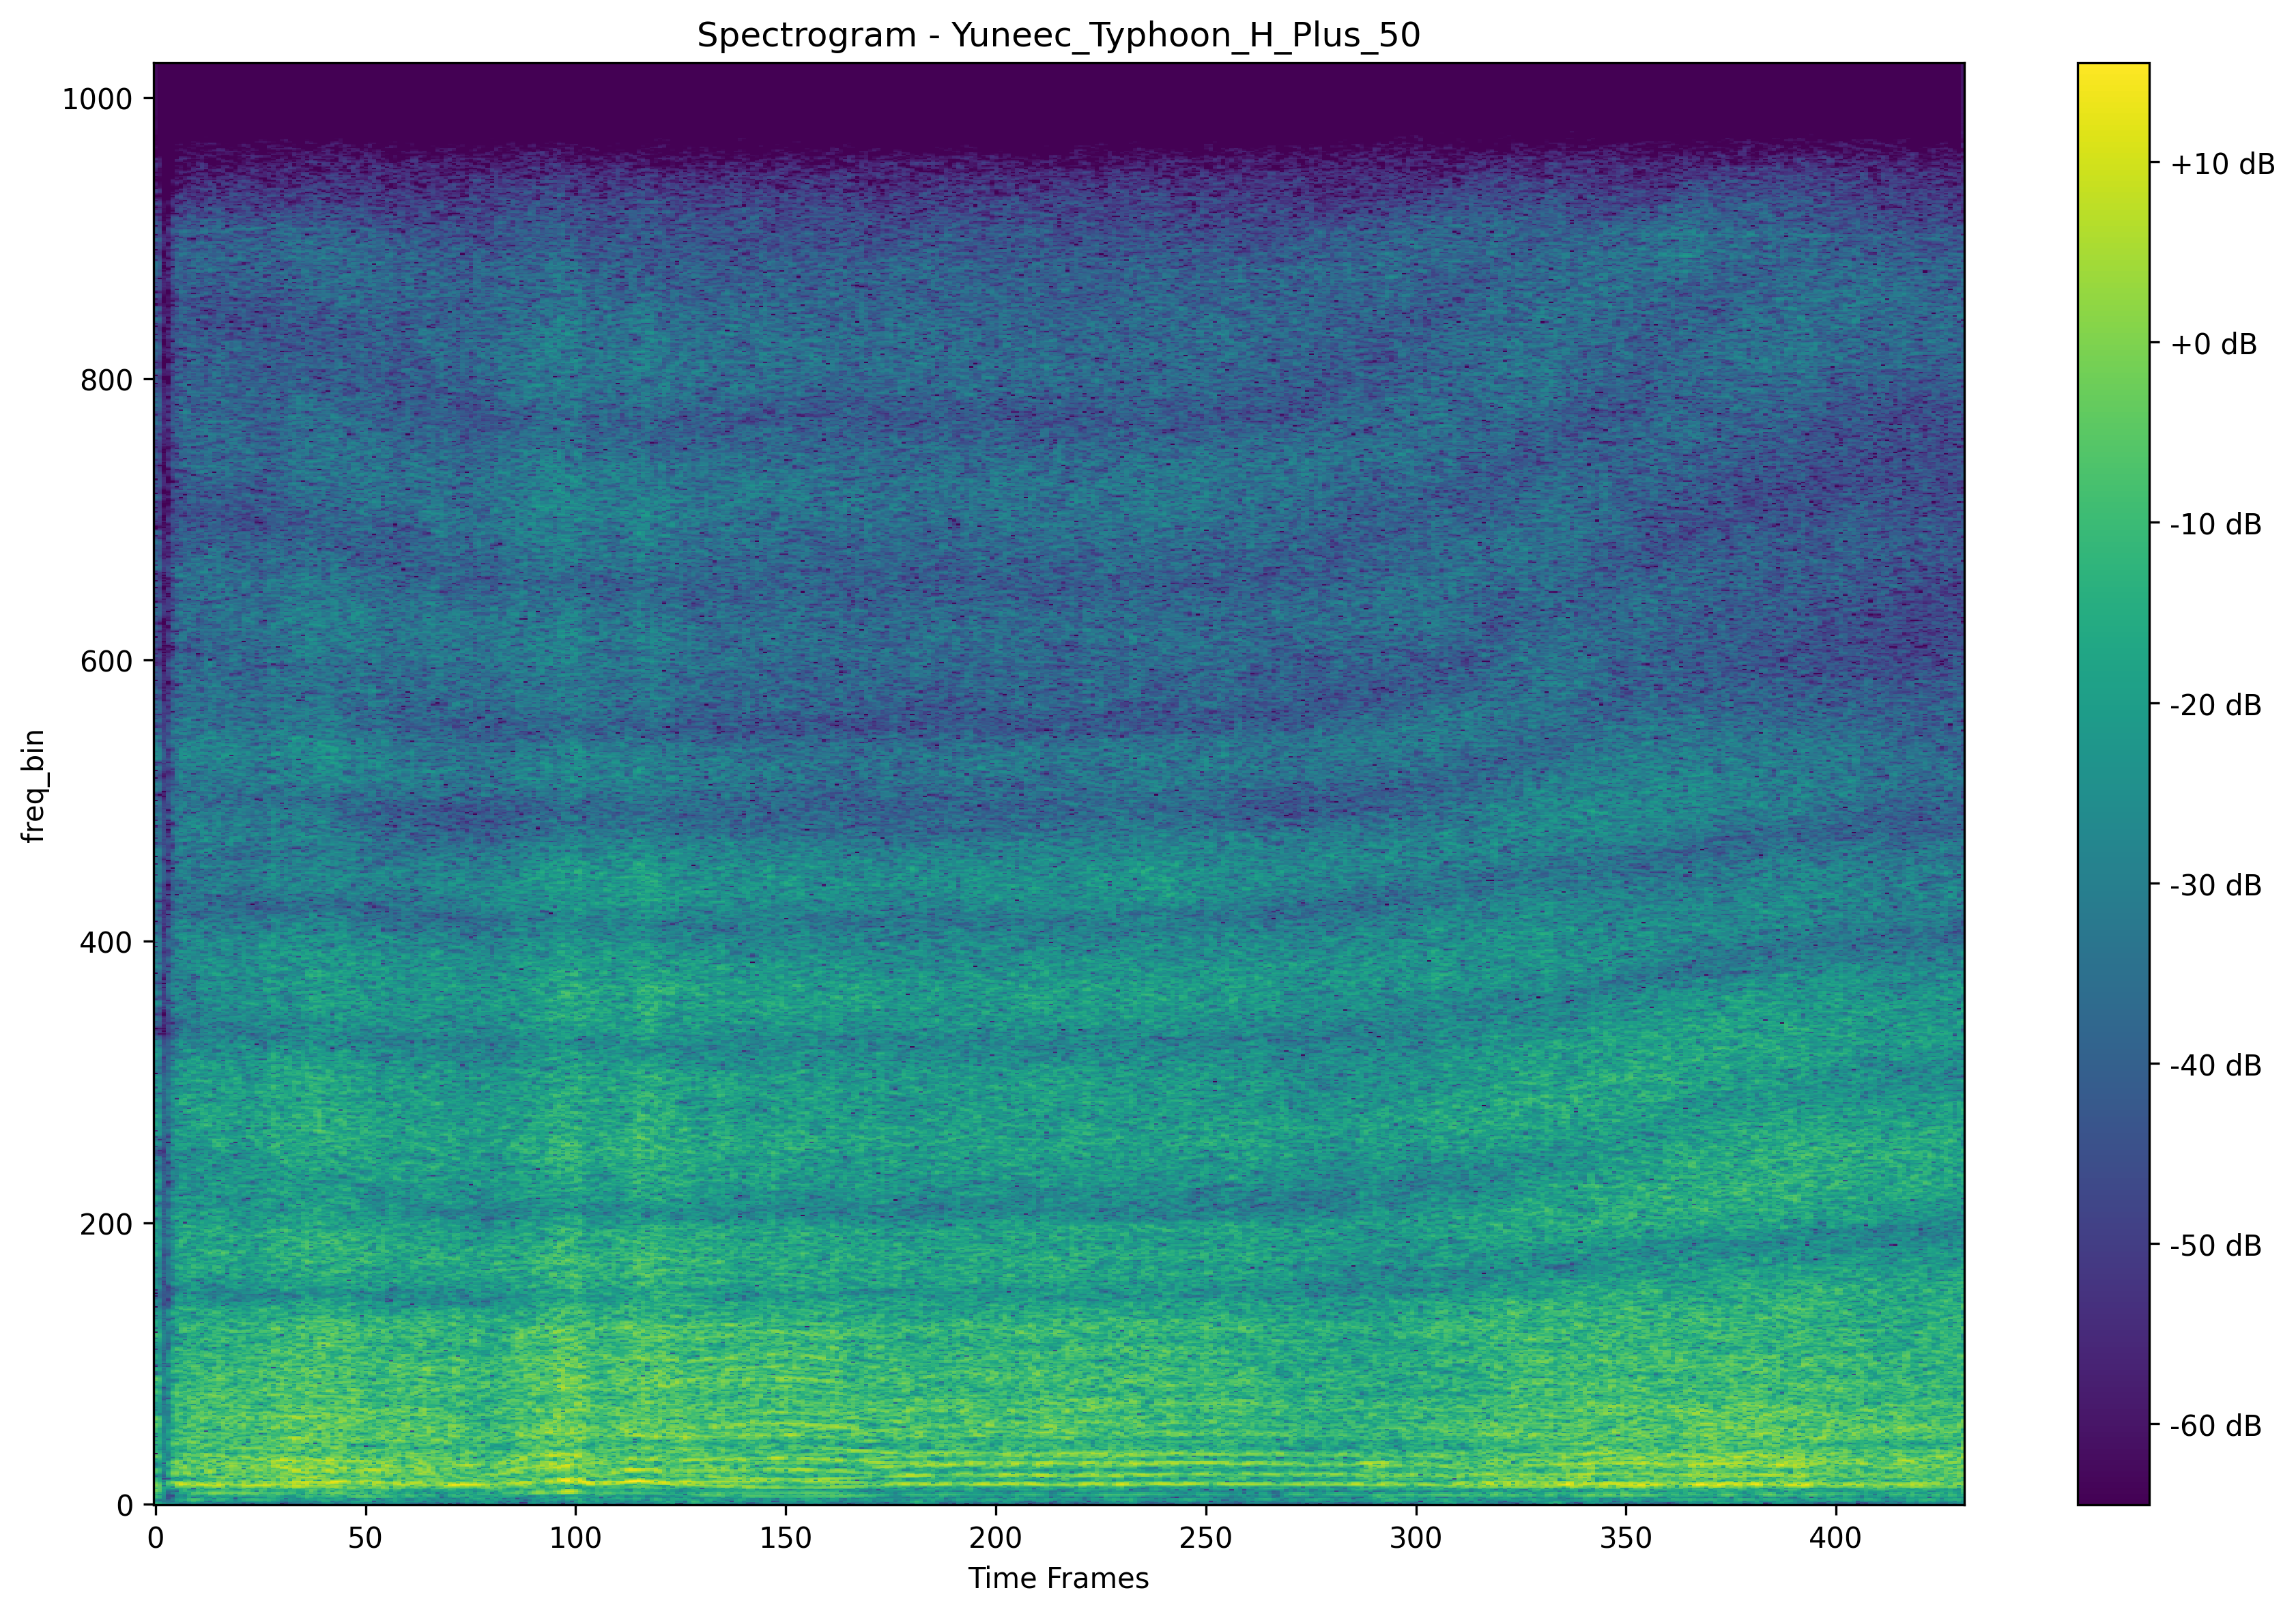 Spectrogram - Yuneec_Typhoon_H_Plus_50
1000
800
600
400
200
0
freq_bin
0 50 100 150 200 250 300 350 400
Time Frames
+10 dB
+0 dB
-10 dB
-20 dB
-30 dB
-40 dB
-50 dB
-60 dB